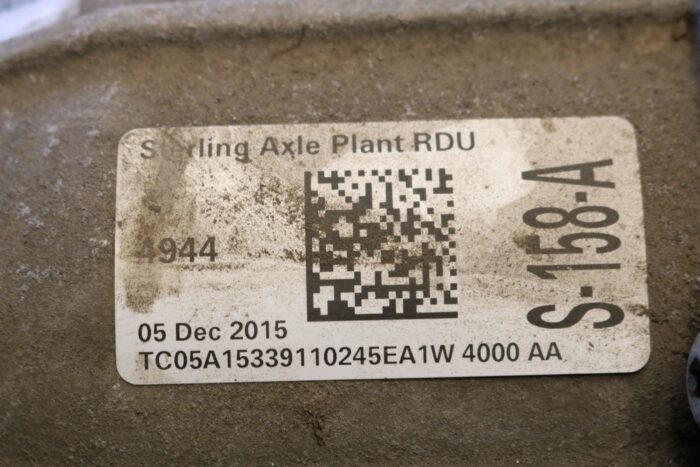 Sterling Axle Plant RDU
4944
S-158-A
05 Dec 2015
TC05A15339110245EA1W 4000 AA